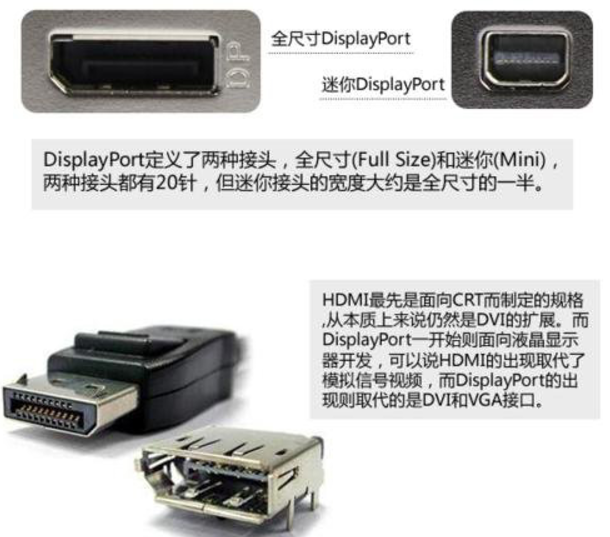 全尺寸DisplayPort
DP
迷你DisplayPort
DisplayPort定义了两种接头，全尺寸(Full Size)和迷你(Mini)，
两种接头都有20针，但迷你接头的宽度大约是全尺寸的一半。
HDMI最先是面向CRT而制定的规格
,从本质上来说仍然是DVI的扩展。而
DisplayPort一开始则面向液晶显示
器开发，可以说HDMI的出现取代了
模拟信号视频，而DisplayPort的出
现则取代的是DVI和VGA接口。